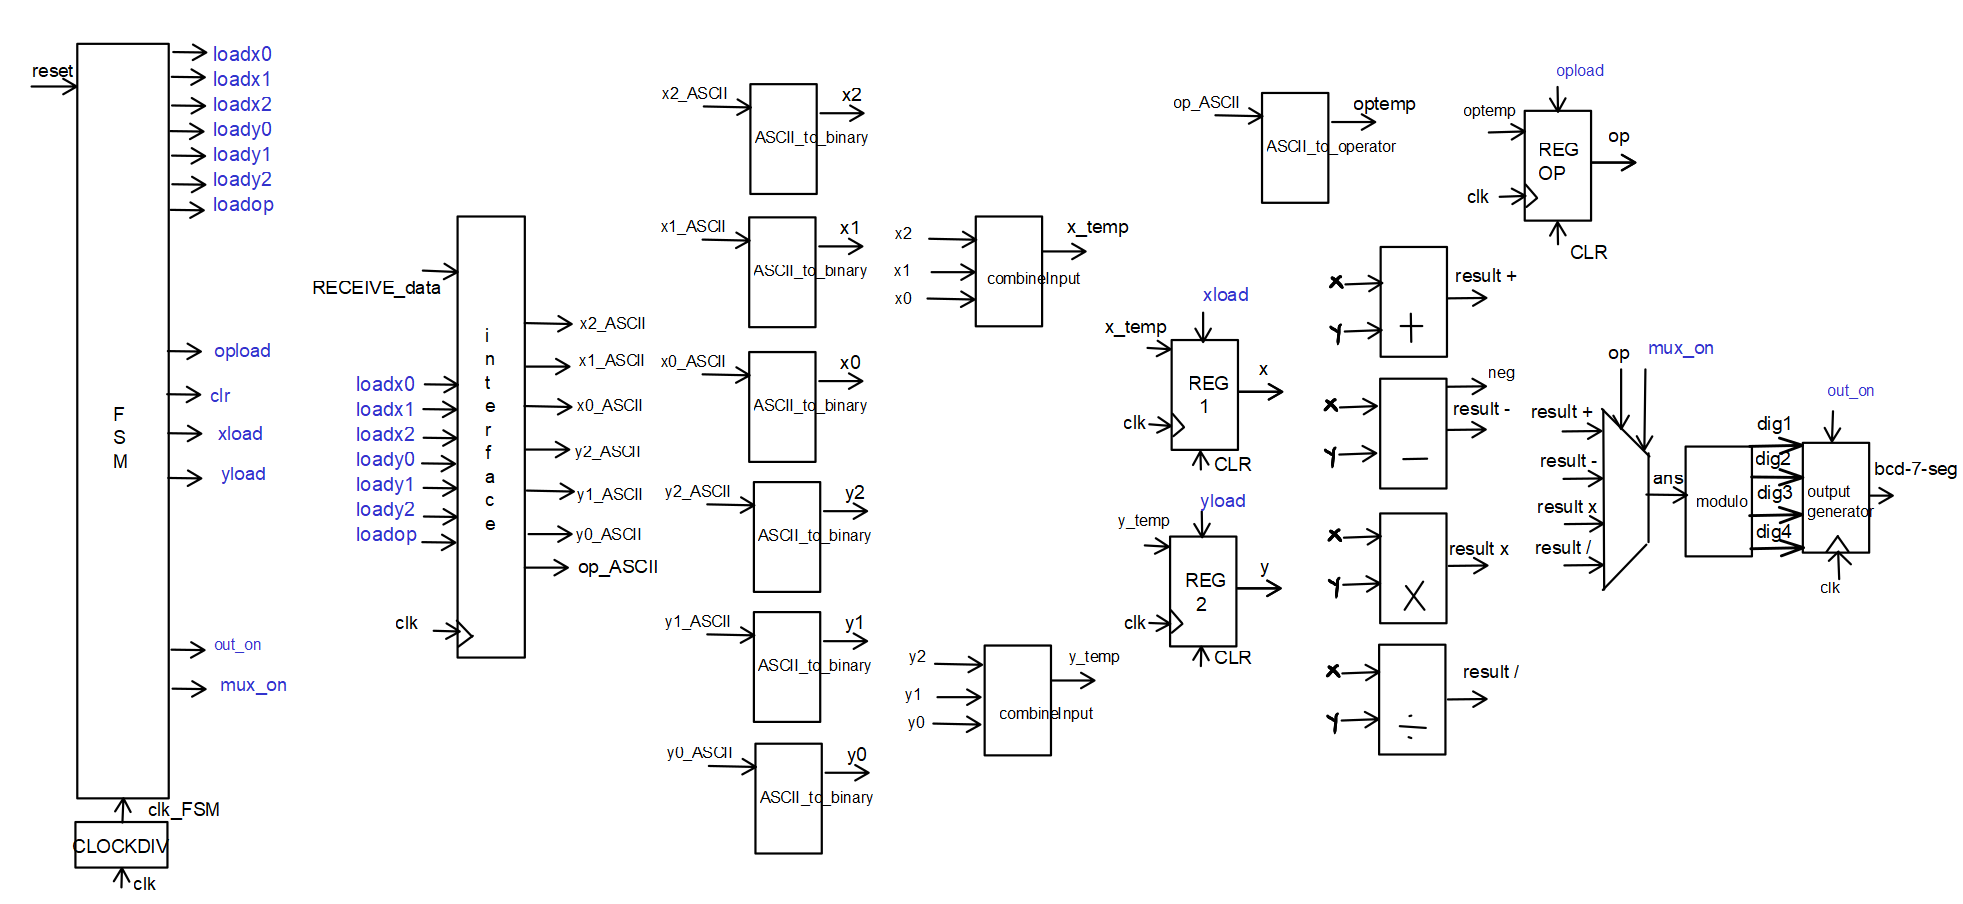 reset
loadx0
loadx1
loadx2
loady0
loady1
loady2
loadop
F
S
M
opload
clr
xload
yload
out_on
mux_on
clk_FSM
CLOCKDIV
clk
RECEIVE_data
loadx0
loadx1
loadx2
loady0
loady1
loady2
loadop
clk
i
n
t
e
r
f
a
c
e
x2_ASCII
x1_ASCII
x0_ASCII
y2_ASCII
y1_ASCII
y0_ASCII
op_ASCII
x2_ASCII
x2
ASCII_to_binary
x1_ASCII
x1
ASCII_to_binary
x0_ASCII
x0
ASCII_to_binary
y2_ASCII
y2
ASCII_to_binary
y1_ASCII
y1
ASCII_to_binary
y0_ASCII
y0
ASCII_to_binary
x2
x1
x0
combineInput
x_temp
y2
y1
y0
combineInput
y_temp
op_ASCII
optemp
ASCII_to_operator
opload
optemp
REG
OP
op
clk
CLR
xload
x_temp
REG
1
x
clk
CLR
yload
y_temp
REG
2
y
clk
CLR
x
Y
+
result +
x
Y
—
neg
result -
x
Y
X
result x
x
Y
÷
result /
op
mux_on
result +
result -
result x
result /
ans
modulo
dig1
dig2
dig3
dig4
out_on
output
generator
clk
bcd-7-seg